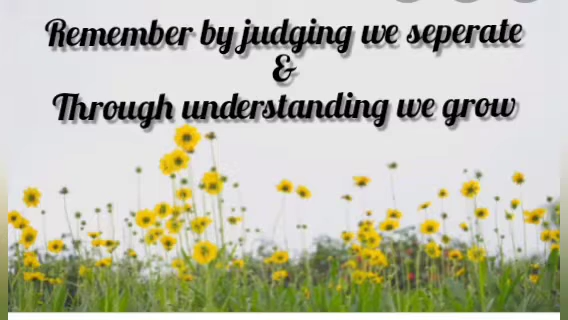 Remember by judging we seperate
&
Through understanding we grow